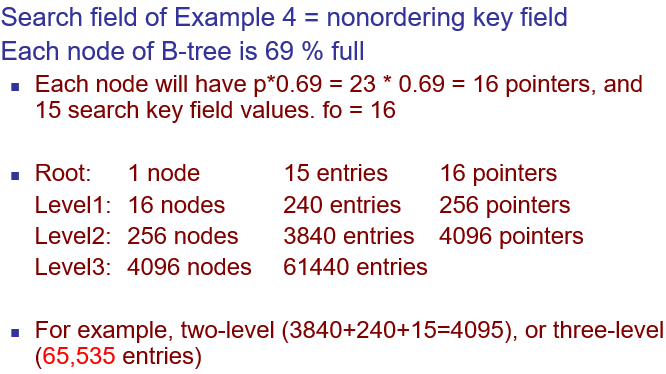 Search field of Example 4 = nonordering key field
Each node of B-tree is 69 % full
▪ Each node will have p*0.69 = 23 * 0.69 = 16 pointers, and
15 search key field values. fo = 16
▪ Root: 1 node 15 entries 16 pointers
Level1: 16 nodes 240 entries 256 pointers
Level2: 256 nodes 3840 entries 4096 pointers
Level3: 4096 nodes 61440 entries
▪ For example, two-level (3840+240+15=4095), or three-level
(65,535 entries)